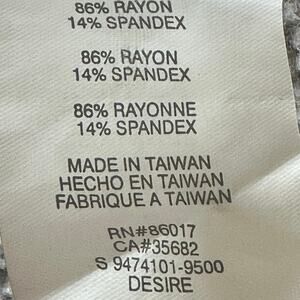 86% RAYON
14% SPANDEX
86% RAYON
14% SPANDEX
86% RAYONNE
14% SPANDEX
MADE IN TAIWAN
HECHO EN TAIWAN
FABRIQUE A TAIWAN
RN#86017
CA#35682
S 9474101-9500
DESIRE